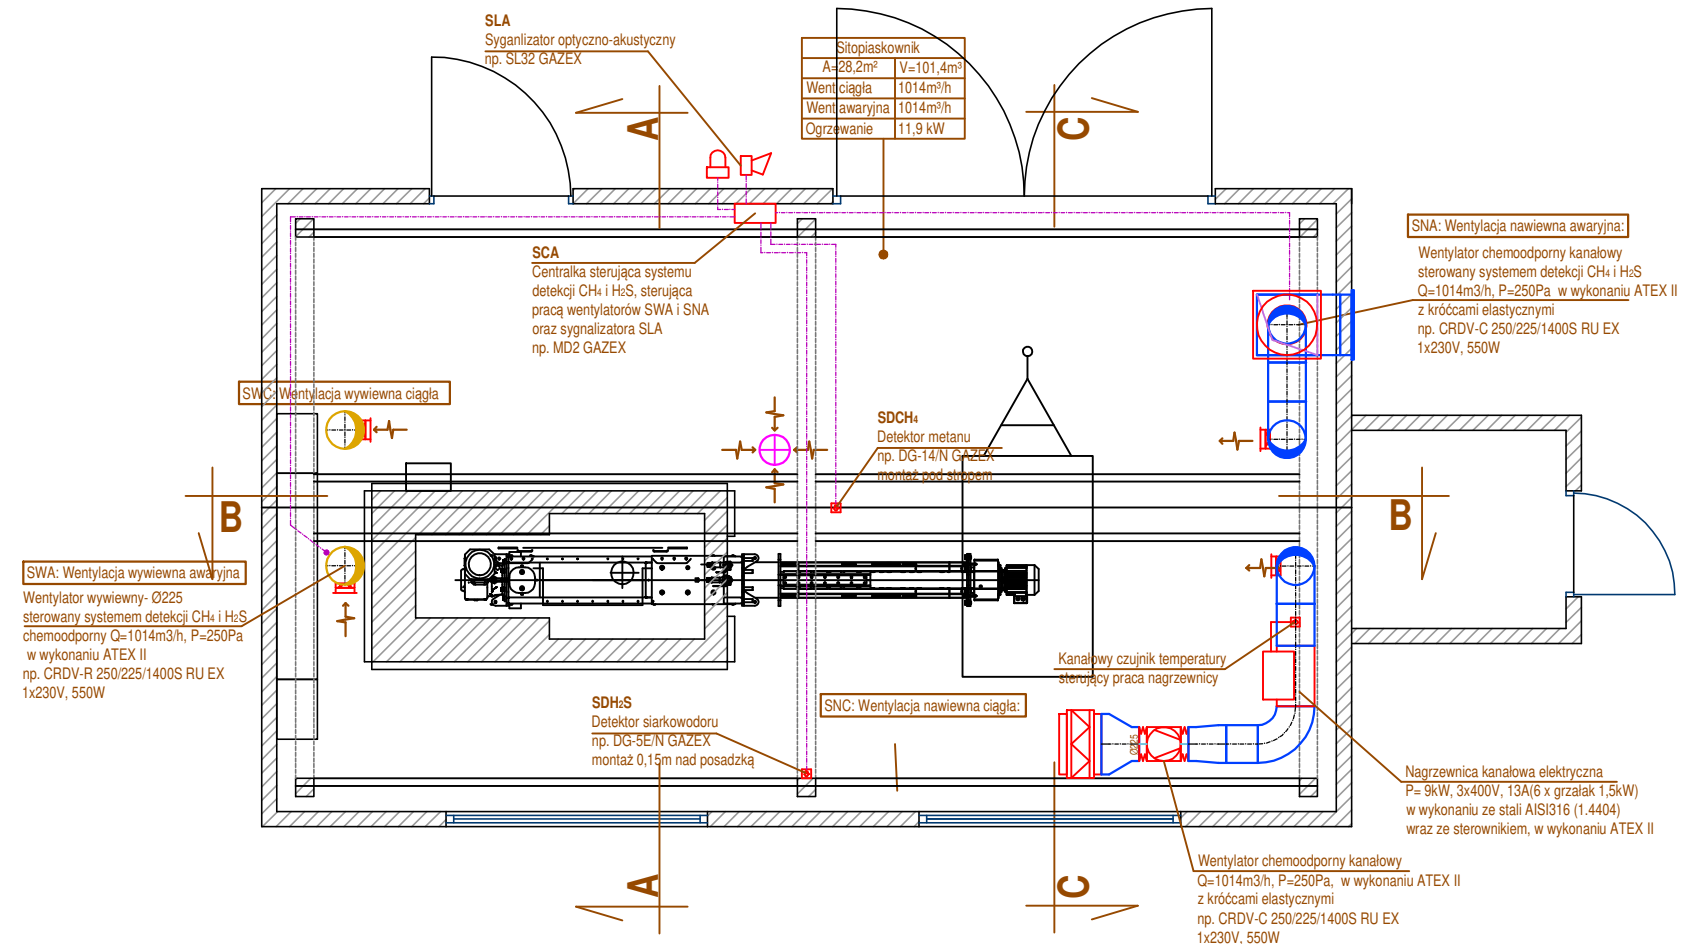 SLA
Syganlizator optyczno-akustyczny
np. SL32 GAZEX
Sitopiaskownik
A=28,2m² V=101,4m³
Went ciągła 1014m³/h
Went awaryjna 1014m³/h
Ogrzewanie 11,9 kW
A
C
SCA
Centralka sterująca systemu
detekcji CH₄ i H₂S, sterująca
pracą wentylatorów SWA i SNA
oraz sygnalizatora SLA
np. MD2 GAZEX
SNA: Wentylacja nawiewna awaryjna:
Wentylator chemoodporny kanałowy
sterowany systemem detekcji CH₄ i H₂S
Q=1014m3/h, P=250Pa w wykonaniu ATEX II
z króćcami elastycznymi
np. CRDV-C 250/225/1400S RU EX
1x230V, 550W
SWC: Wentylacja wywiewna ciągła
SDCH₄
Detektor metanu
np. DG-14/N GAZEX
montaż pod stropem
B
B
SWA: Wentylacja wywiewna awaryjna
Wentylator wywiewny- Ø225
sterowany systemem detekcji CH₄ i H₂S
chemoodporny Q=1014m3/h, P=250Pa
w wykonaniu ATEX II
np. CRDV-R 250/225/1400S RU EX
1x230V, 550W
Kanałowy czujnik temperatury
sterujący praca nagrzewnicy
SDH₂S
Detektor siarkowodoru
np. DG-5E/N GAZEX
montaż 0,15m nad posadzką
SNC: Wentylacja nawiewna ciągła:
Ø225
Nagrzewnica kanałowa elektryczna
P= 9kW, 3x400V, 13A(6 x grzałak 1,5kW)
w wykonaniu ze stali AISI316 (1.4404)
wraz ze sterownikiem, w wykonaniu ATEX II
A
C
Wentylator chemoodporny kanałowy
Q=1014m3/h, P=250Pa, w wykonaniu ATEX II
z króćcami elastycznymi
np. CRDV-C 250/225/1400S RU EX
1x230V, 550W